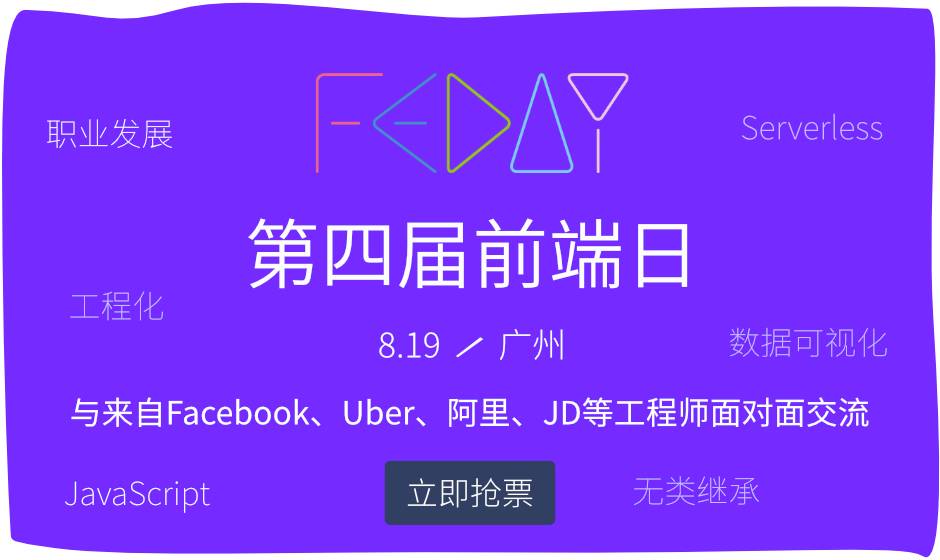 FEDAY
职业发展
Serverless
第四届前端日
工程化
8.19 / 广州
数据可视化
与来自Facebook、Uber、阿里、JD等工程师面对面交流
JavaScript
立即抢票
无类继承